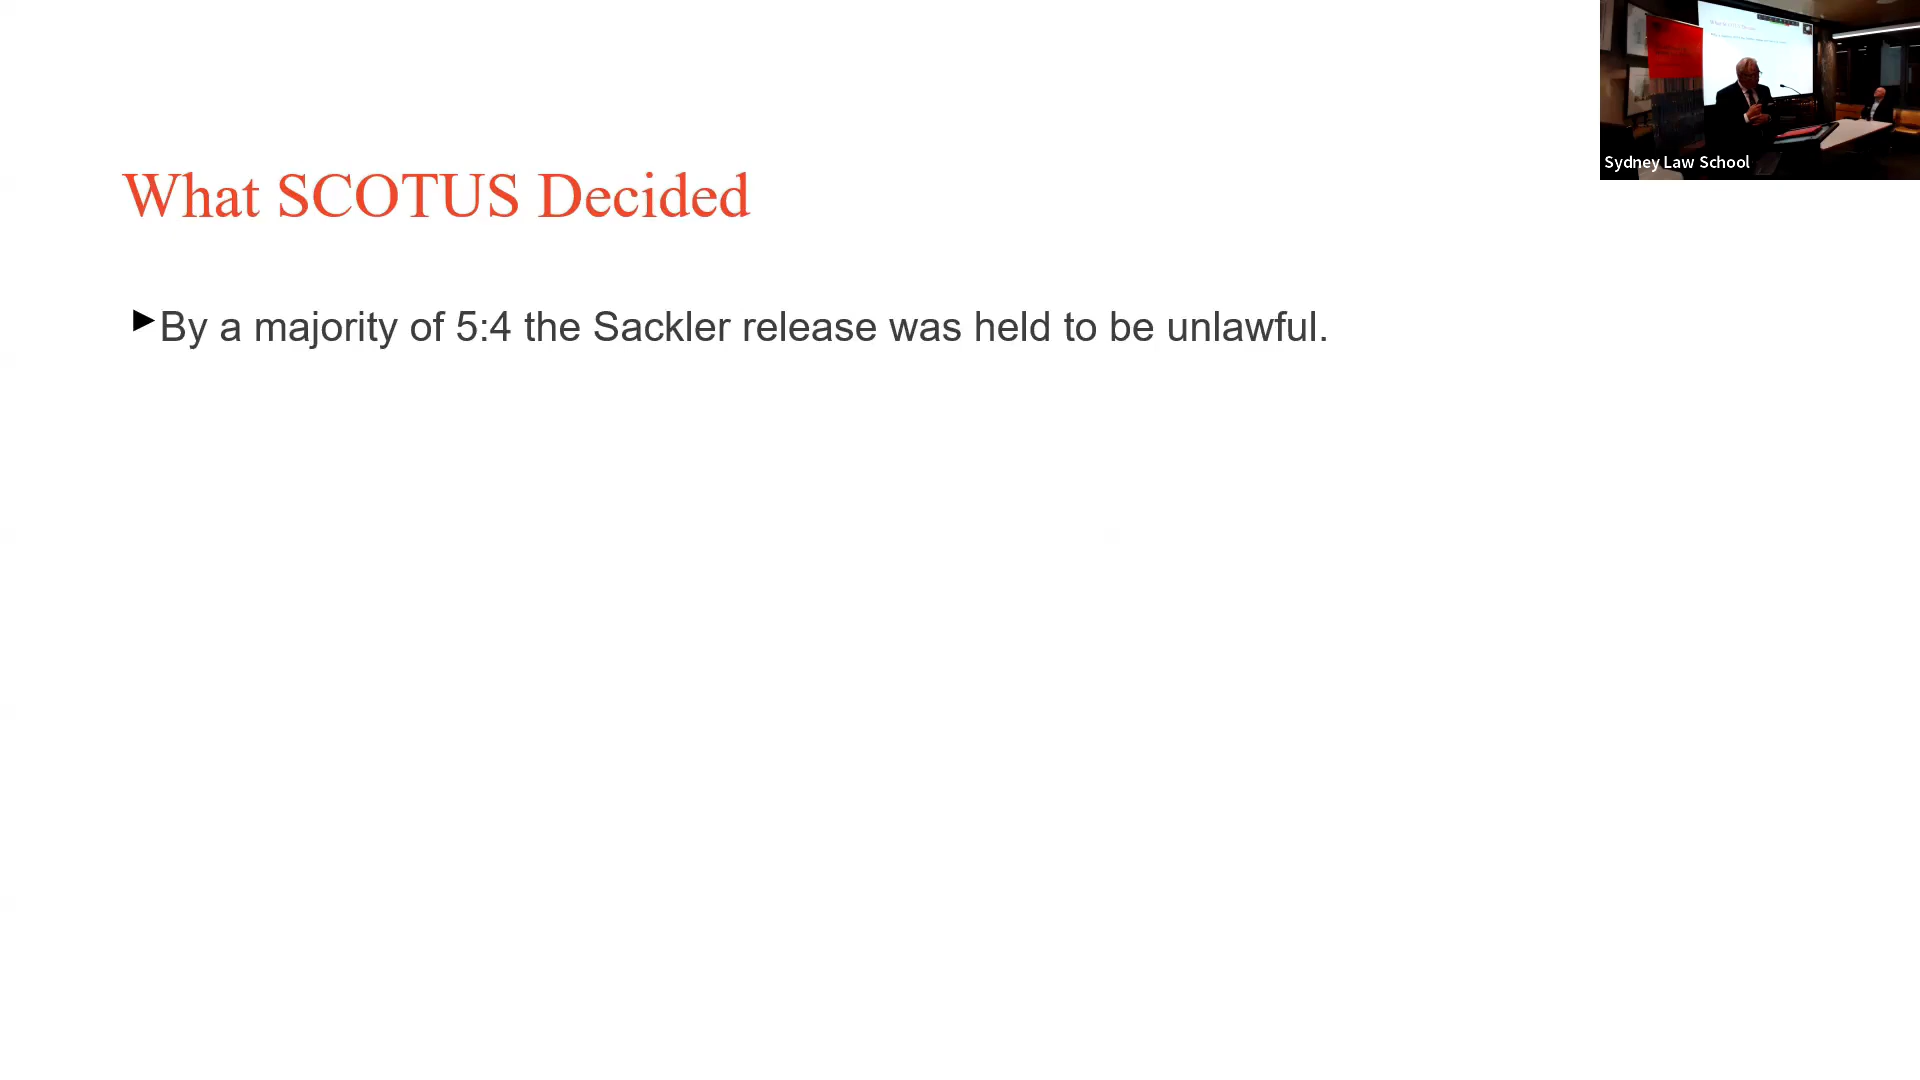 What SCOTUS Decided
▶By a majority of 5:4 the Sackler release was held to be unlawful.
Sydney Law School